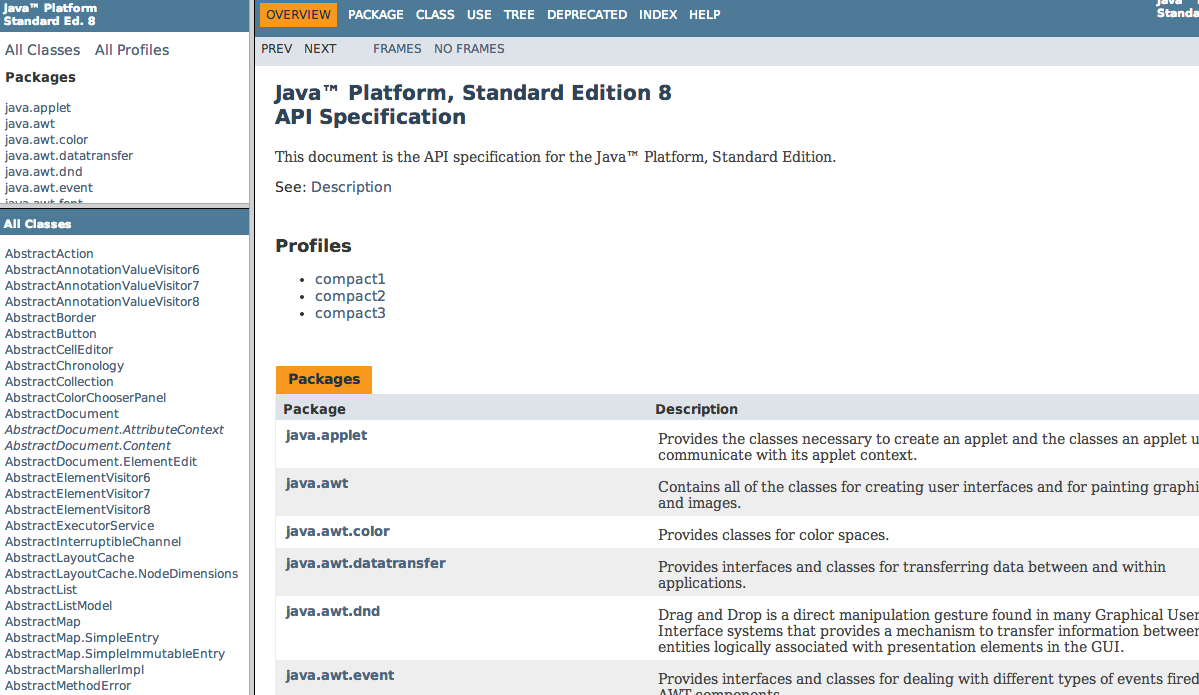 Java™ Platform
Standard Ed. 8
All Classes All Profiles
Packages
java.applet
java.awt
java.awt.color
java.awt.datatransfer
java.awt.dnd
java.awt.event
java.awt.font
All Classes
AbstractAction
AbstractAnnotationValueVisitor6
AbstractAnnotationValueVisitor7
AbstractAnnotationValueVisitor8
AbstractBorder
AbstractButton
AbstractCellEditor
AbstractChronology
AbstractCollection
AbstractColorChooserPanel
AbstractDocument
AbstractDocument.AttributeContext
AbstractDocument.Content
AbstractDocument.ElementEdit
AbstractElementVisitor6
AbstractElementVisitor7
AbstractElementVisitor8
AbstractExecutorService
AbstractInterruptibleChannel
AbstractLayoutCache
AbstractLayoutCache.NodeDimensions
AbstractList
AbstractListModel
AbstractMap
AbstractMap.SimpleEntry
AbstractMap.SimpleImmutableEntry
AbstractMarshallerImpl
AbstractMethodError
OVERVIEW PACKAGE CLASS USE TREE DEPRECATED INDEX HELP
Java
Standa
PREV NEXT FRAMES NO FRAMES
Java™ Platform, Standard Edition 8
API Specification
This document is the API specification for the Java™ Platform, Standard Edition.
See: Description
Profiles
• compact1
• compact2
• compact3
Packages
Package Description
java.applet Provides the classes necessary to create an applet and the classes an applet u
communicate with its applet context.
java.awt Contains all of the classes for creating user interfaces and for painting graphi
and images.
java.awt.color Provides classes for color spaces.
java.awt.datatransfer Provides interfaces and classes for transferring data between and within
applications.
java.awt.dnd Drag and Drop is a direct manipulation gesture found in many Graphical User
Interface systems that provides a mechanism to transfer information between
entities logically associated with presentation elements in the GUI.
java.awt.event Provides interfaces and classes for dealing with different types of events fired
AWT components.